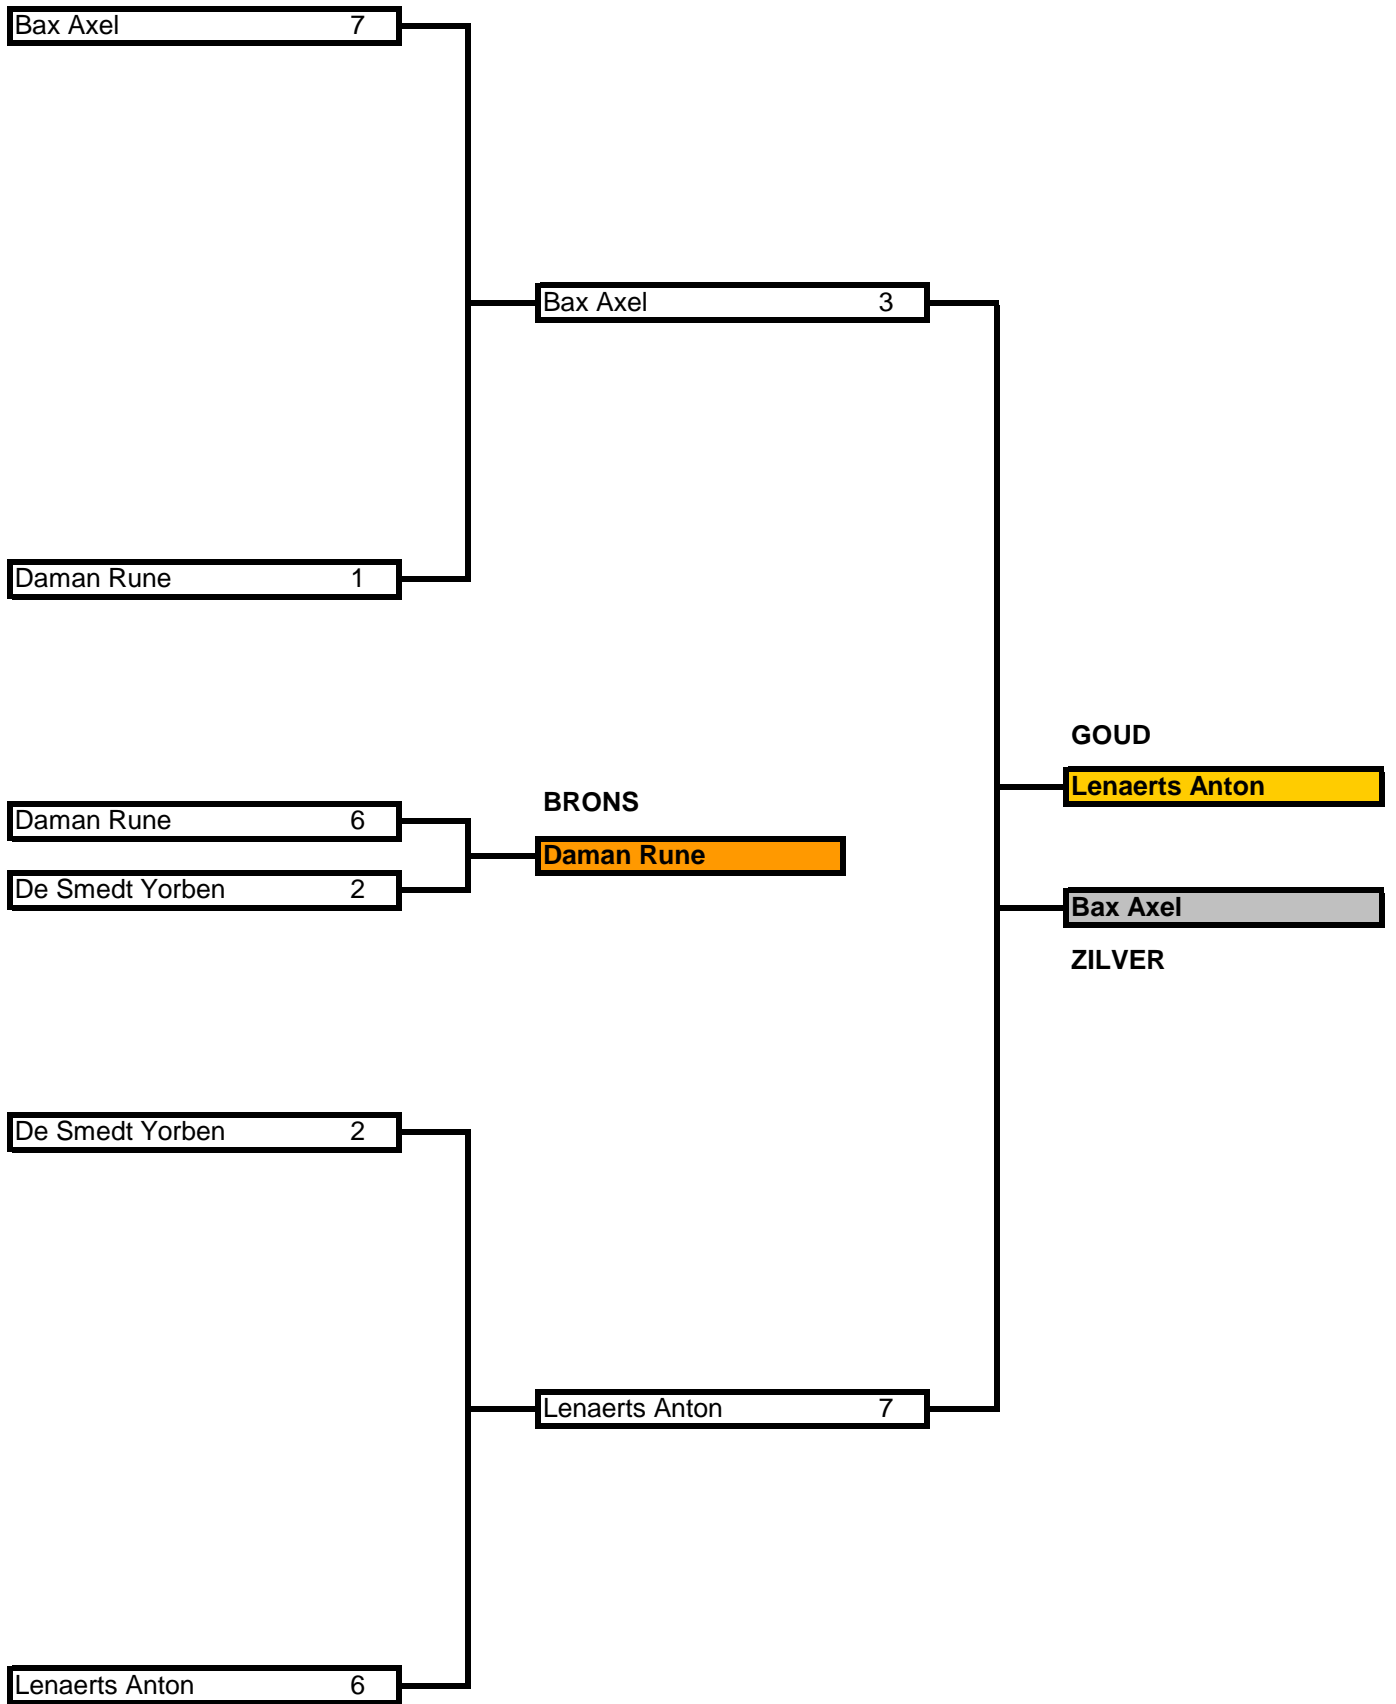 Bax Axel 7
Bax Axel 3
Daman Rune 1
GOUD
Lenaerts Anton
BRONS
Daman Rune 6
Daman Rune
De Smedt Yorben 2
Bax Axel
ZILVER
De Smedt Yorben 2
Lenaerts Anton 7
Lenaerts Anton 6